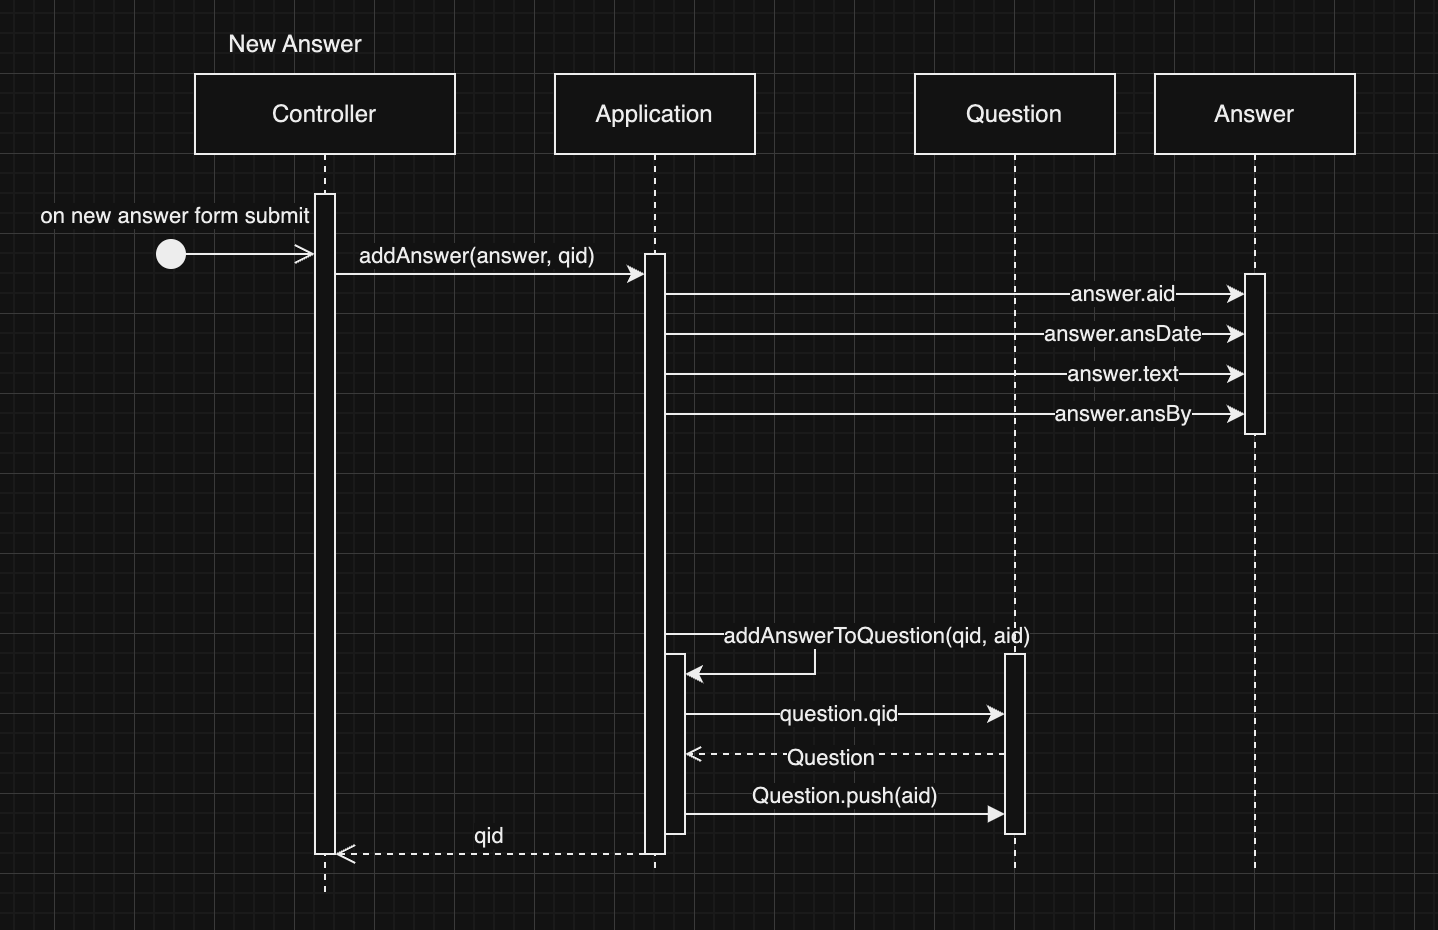 New Answer
Controller
Application
Question
Answer
on new answer form submit
addAnswer(answer, qid)
answer.aid
answer.ansDate
answer.text
answer.ansBy
addAnswerToQuestion(qid, aid)
question.qid
Question
Question.push(aid)
qid